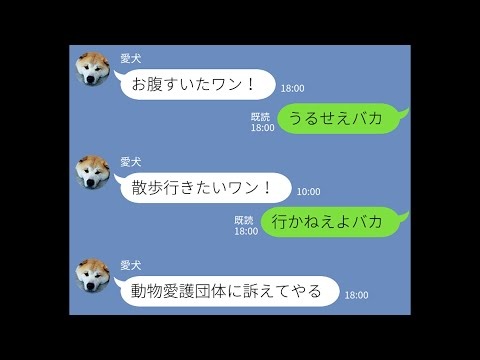 愛犬
お腹すいたワン！
18:00
既読
18:00
うるせえバカ
愛犬
散歩行きたいワン！
10:00
既読
18:00
行かねえよバカ
愛犬
動物愛護団体に訴えてやる
18:00